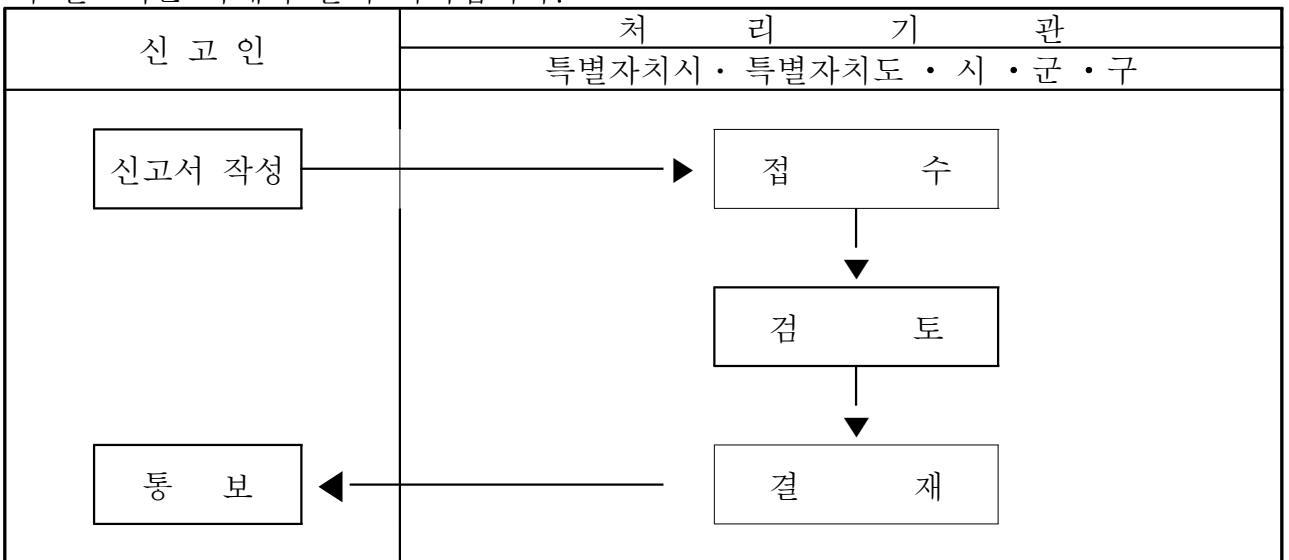 처 리 기 관
신 고 인
특별자치시 · 특별자치도 · 시 · 군 · 구
신고서 작성
접 수
검 토
통 보
결 재